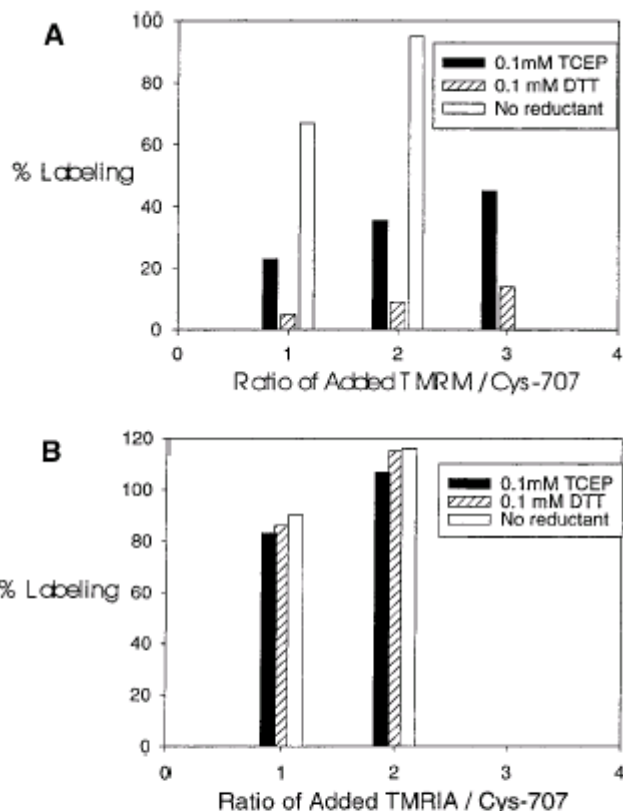 A
100
80
60
40
20
0
% Labeling
0.1mM TCEP
0.1 mM DTT
No reductant
0 1 2 3 4
Ratio of Added TMRM / Cys-707
B
120
100
80
60
40
20
0
% Labeling
0.1mM TCEP
0.1 mM DTT
No reductant
0 1 2 3 4
Ratio of Added TMRIA / Cys-707